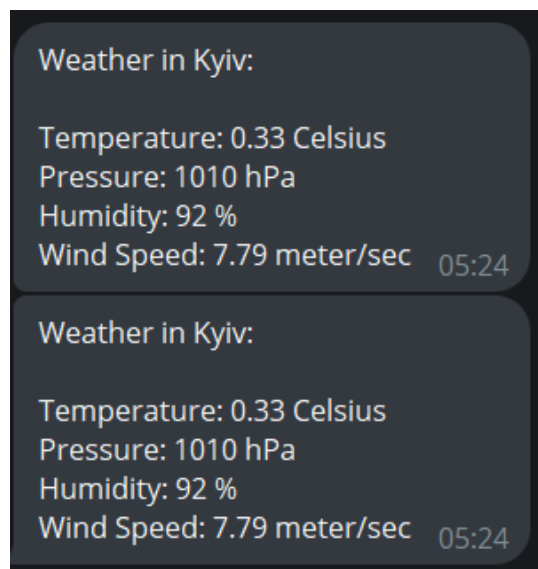 Weather in Kyiv:
Temperature: 0.33 Celsius
Pressure: 1010 hPa
Humidity: 92 %
Wind Speed: 7.79 meter/sec 05:24
Weather in Kyiv:
Temperature: 0.33 Celsius
Pressure: 1010 hPa
Humidity: 92 %
Wind Speed: 7.79 meter/sec 05:24